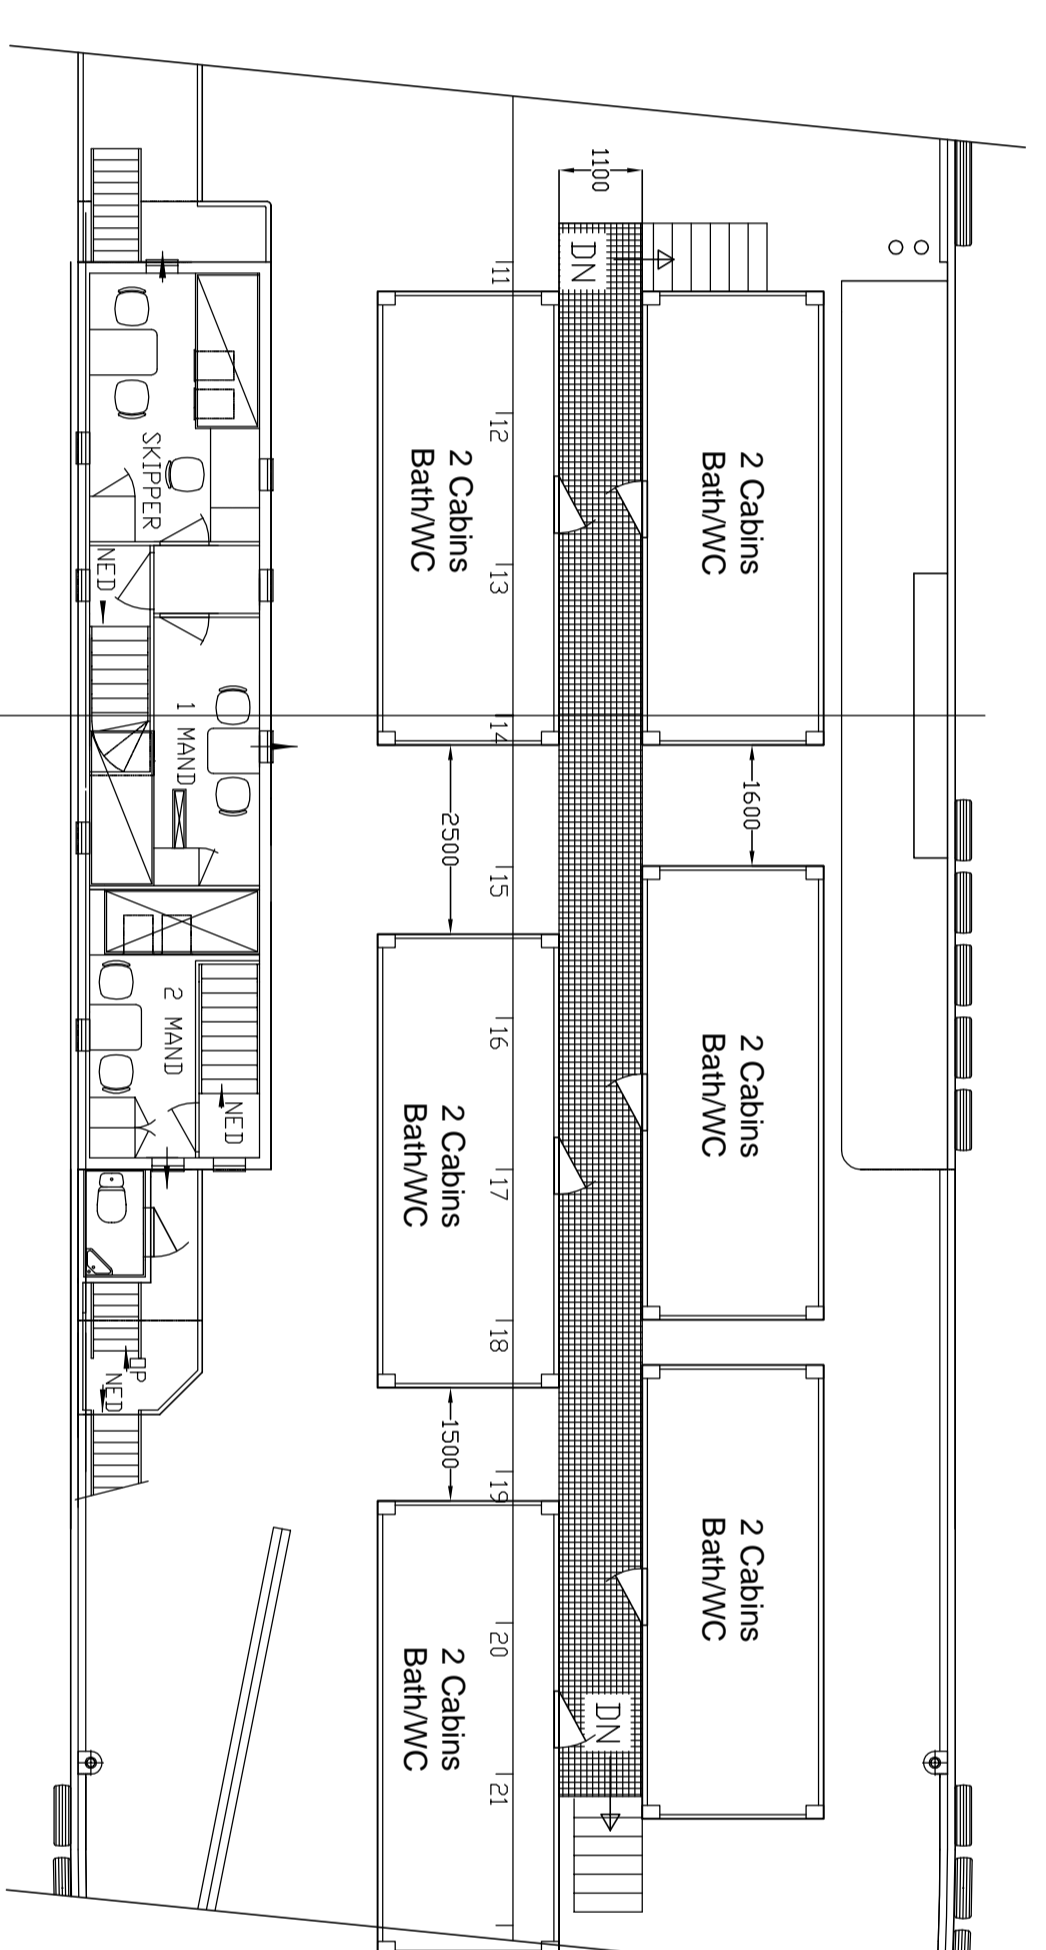 1100
DN
11
12
13
14
15
16
17
18
19
20
21
2 Cabins
Bath/WC
2 Cabins
Bath/WC
1600
2 Cabins
Bath/WC
2 Cabins
Bath/WC
2500
2 Cabins
Bath/WC
1500
2 Cabins
Bath/WC
DN
SKIPPER
NED
1 MAND
2 MAND
NED
OP
NED